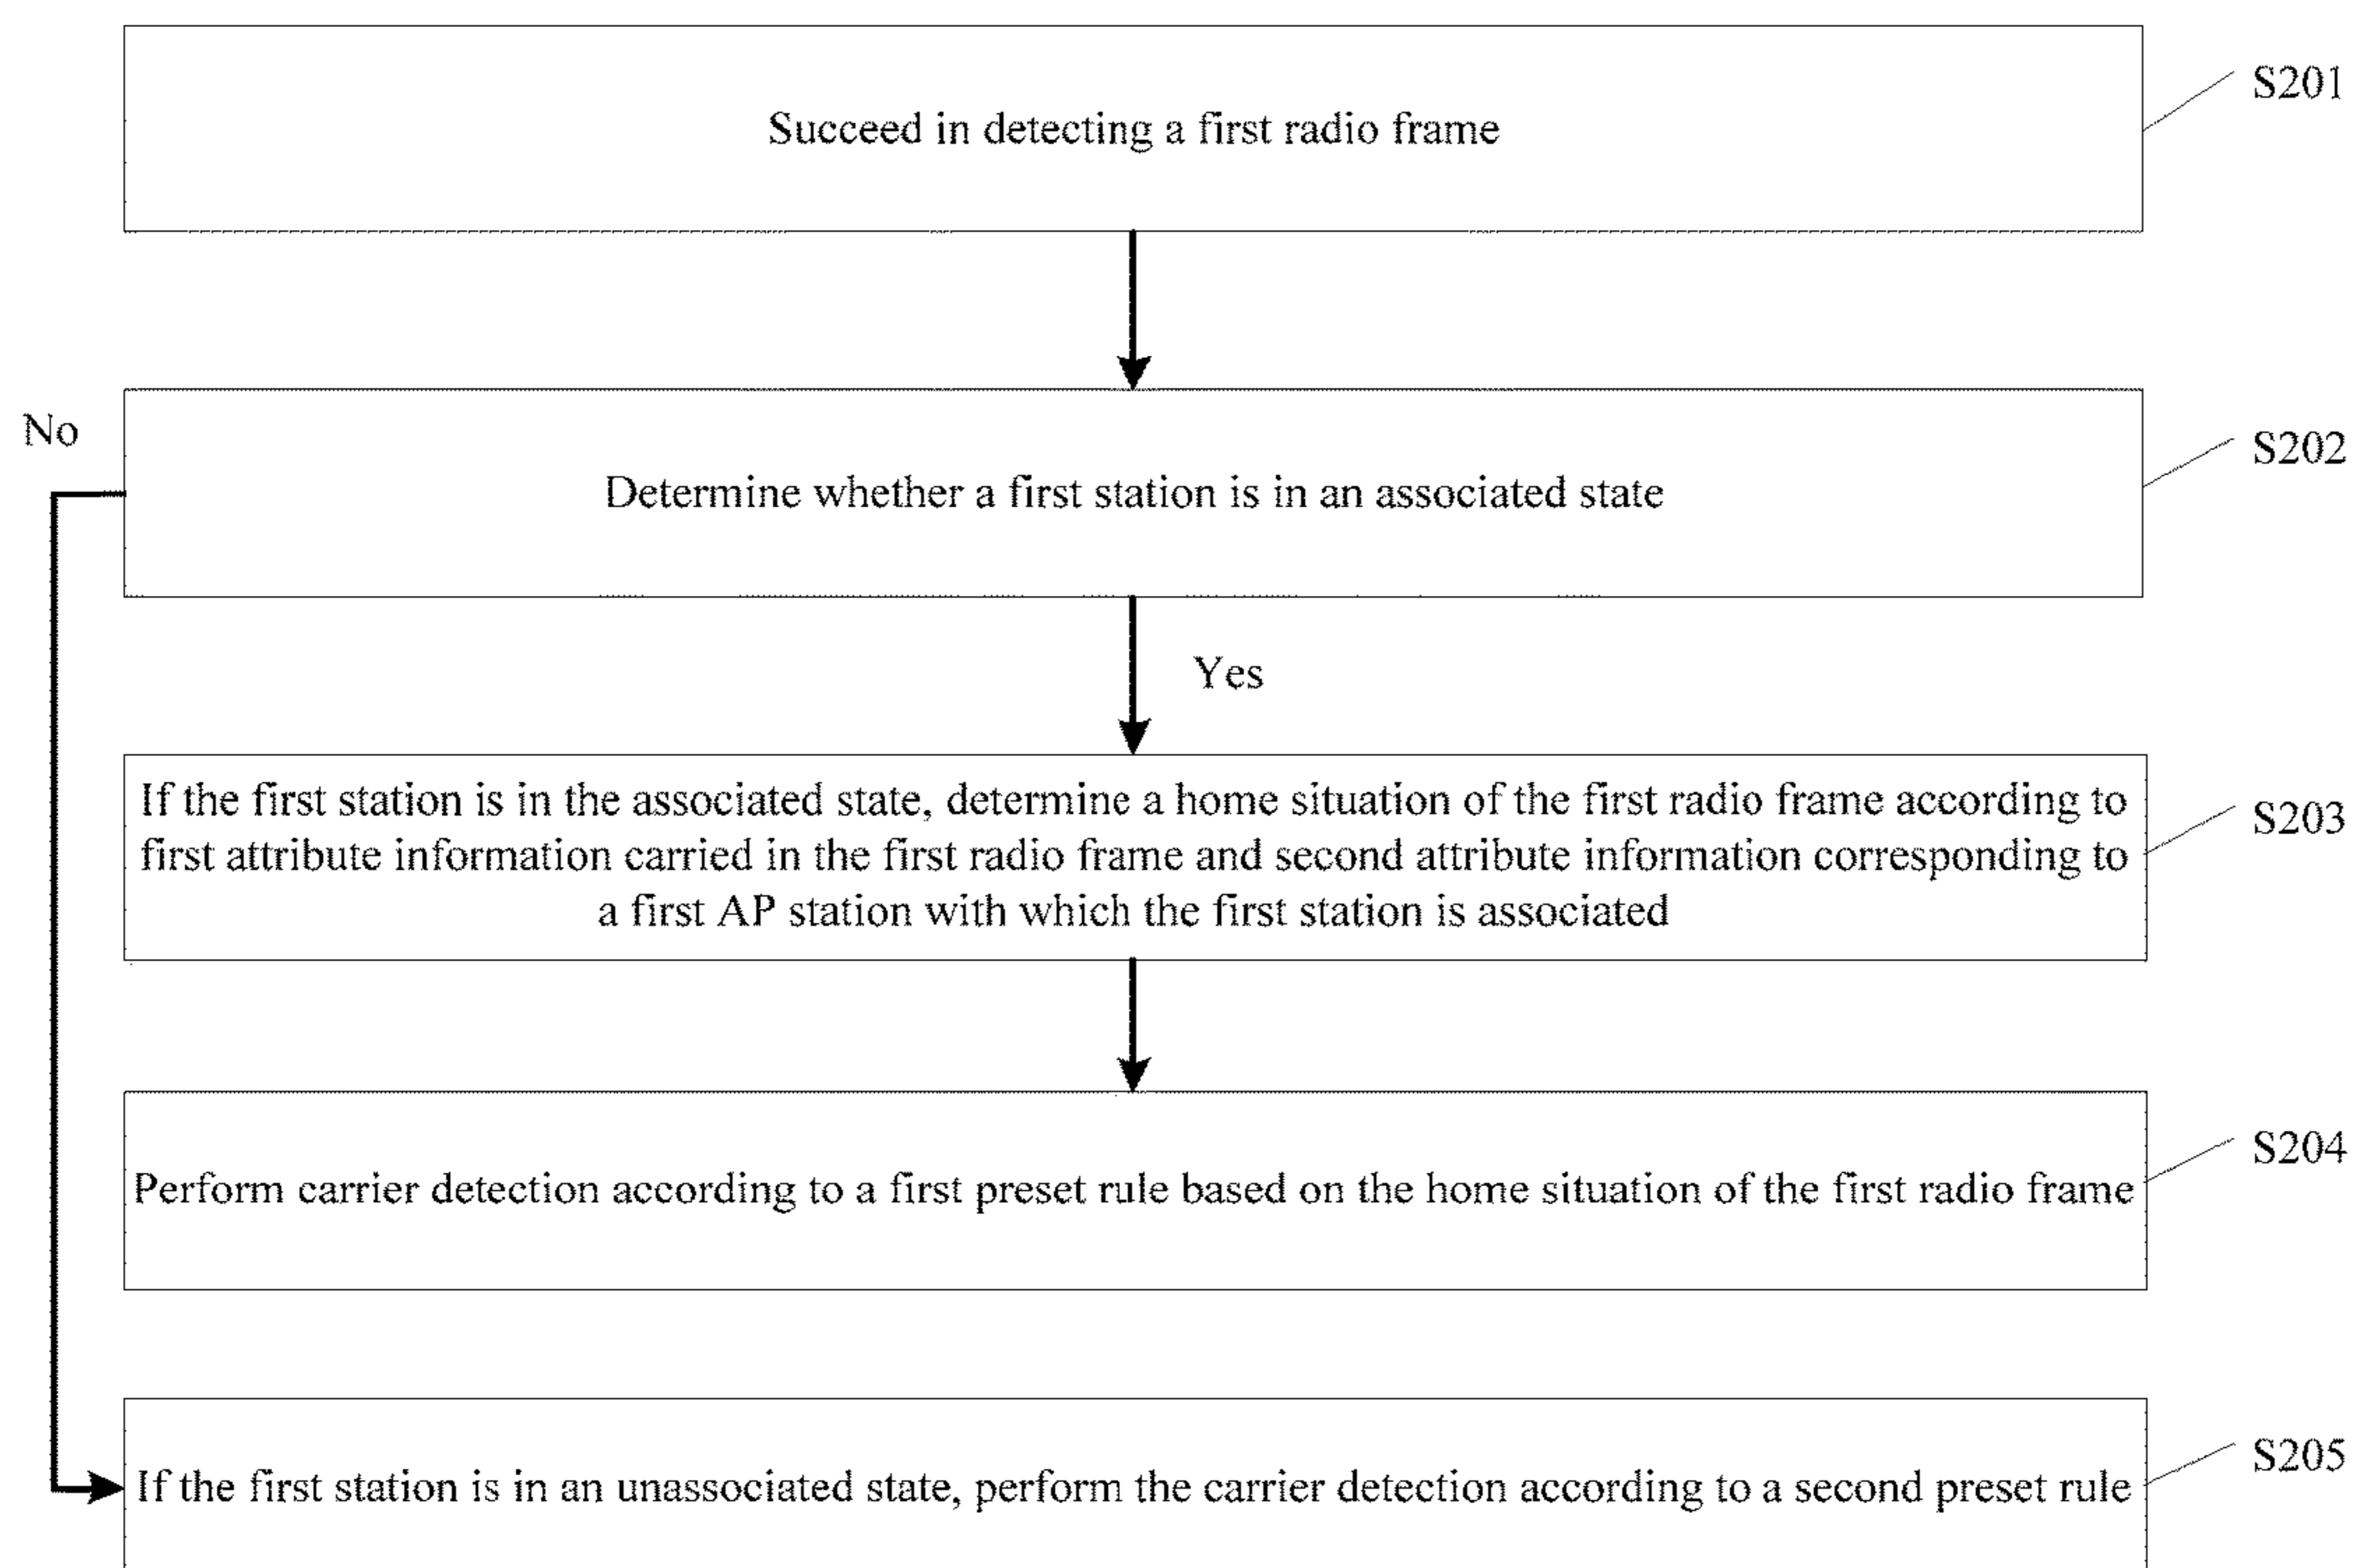 Succeed in detecting a first radio frame
S201
No
Determine whether a first station is in an associated state
S202
Yes
If the first station is in the associated state, determine a home situation of the first radio frame according to
first attribute information carried in the first radio frame and second attribute information corresponding to
a first AP station with which the first station is associated
S203
Perform carrier detection according to a first preset rule based on the home situation of the first radio frame
S204
If the first station is in an unassociated state, perform the carrier detection according to a second preset rule
S205